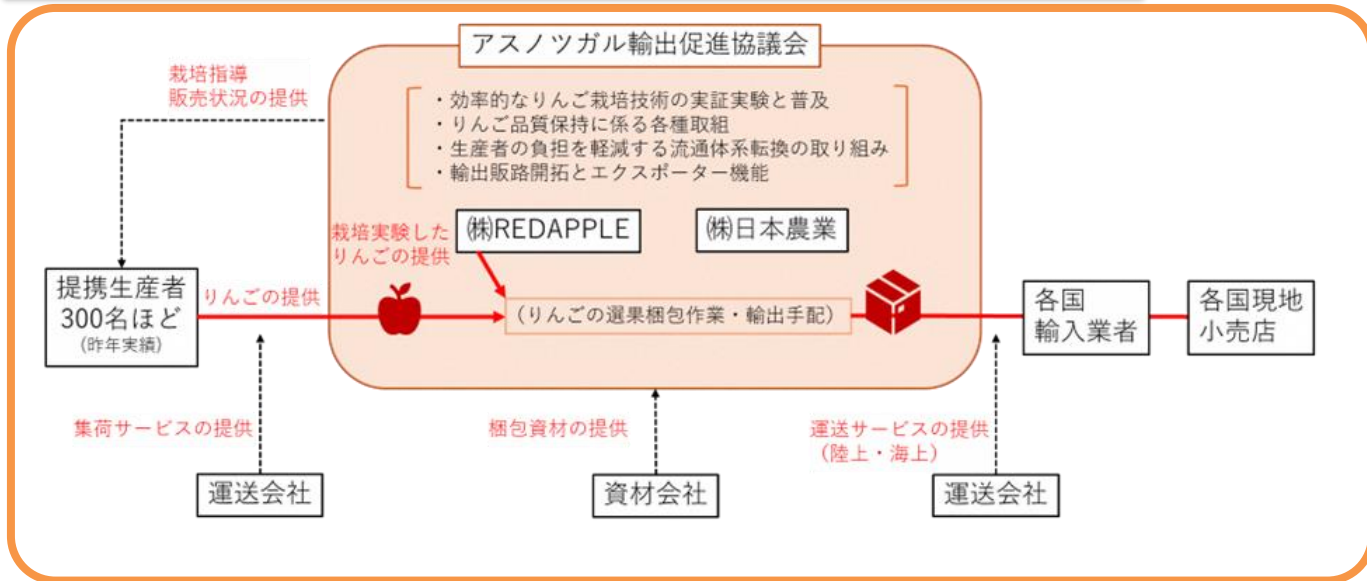 アスノツガル輸出促進協議会
栽培指導
販売状況の提供
・効率的なりんご栽培技術の実証実験と普及
・りんご品質保持に係る各種取組
・生産者の負担を軽減する流通体系転換の取り組み
・輸出販路開拓とエクスポーター機能
栽培実験した
りんごの提供
㈱REDAPPLE
㈱日本農業
提携生産者
300名ほど
(昨年実績)
りんごの提供
(りんごの選果梱包作業・輸出手配)
各国
輸入業者
各国現地
小売店
集荷サービスの提供
梱包資材の提供
運送サービスの提供
(陸上・海上)
運送会社
資材会社
運送会社